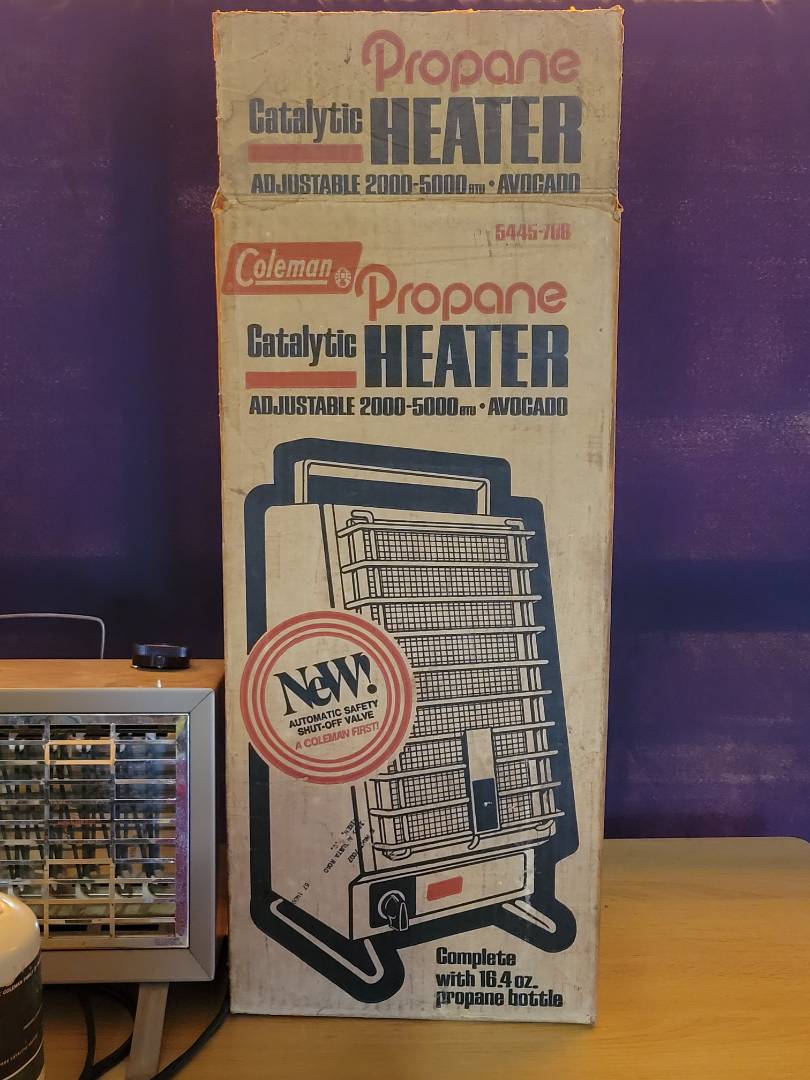 Propane
Catalytic HEATER
ADJUSTABLE 2000-5000 BTU • AVOCADO
5445-708
Coleman
Propane
Catalytic HEATER
ADJUSTABLE 2000-5000 BTU • AVOCADO
NeW!
AUTOMATIC SAFETY
SHUT-OFF VALVE
A COLEMAN FIRST!
ROAD
Complete
with 16.4 oz.
propane bottle